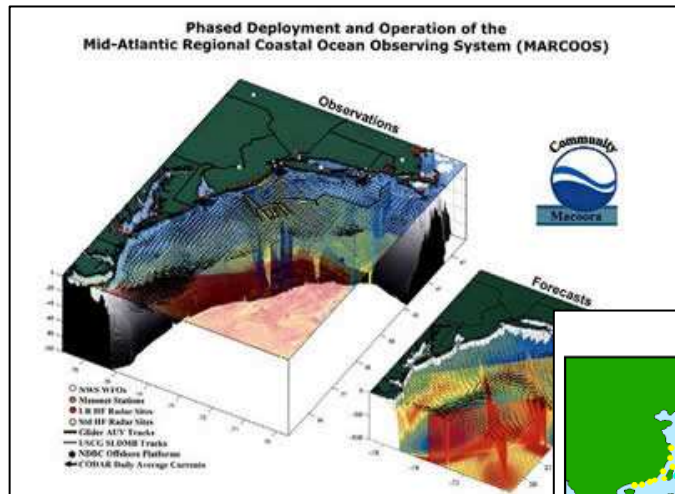 Phased Deployment and Operation of the
Mid-Atlantic Regional Coastal Ocean Observing System (MARCOOS)
Observations
Community
Macoora
Forecasts
NWS WFOs
Mesonet Stations
LR HF Radar Sites
Std HF Radar Sites
Glider AUV Tracks
USCG SLDMB Tracks
NDBC Offshore Platforms
CODAR Daily Average Currents